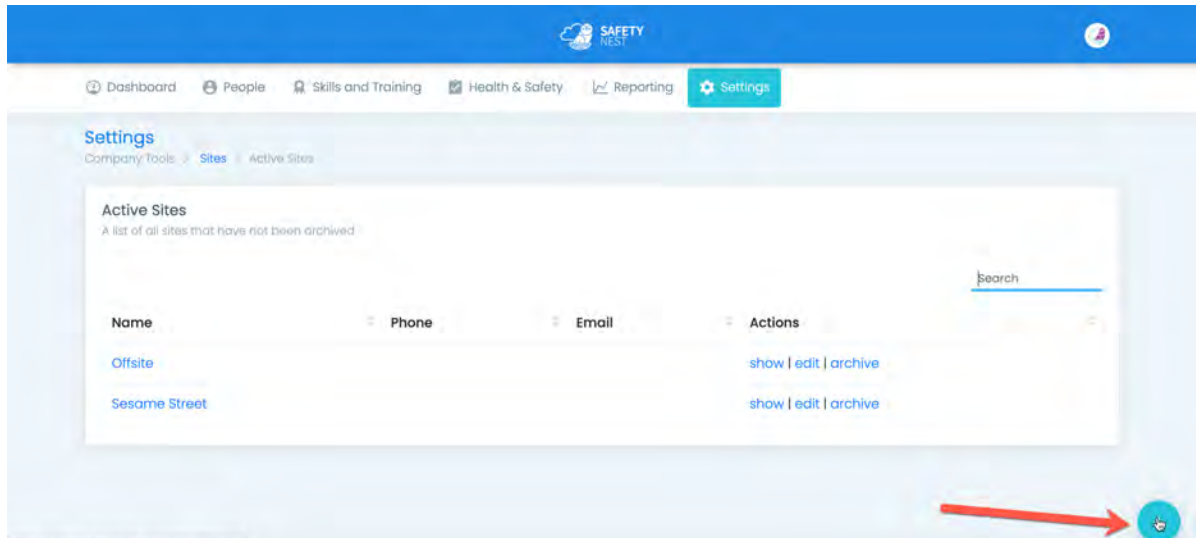 SAFETY
NEST
Dashboard People Skills and Training Health & Safety Reporting Settings
Settings
Company Tools > Sites > Active Sites
Active Sites
A list of all sites that have not been archived
Search
Name Phone Email Actions
Offsite show | edit | archive
Sesame Street show | edit | archive